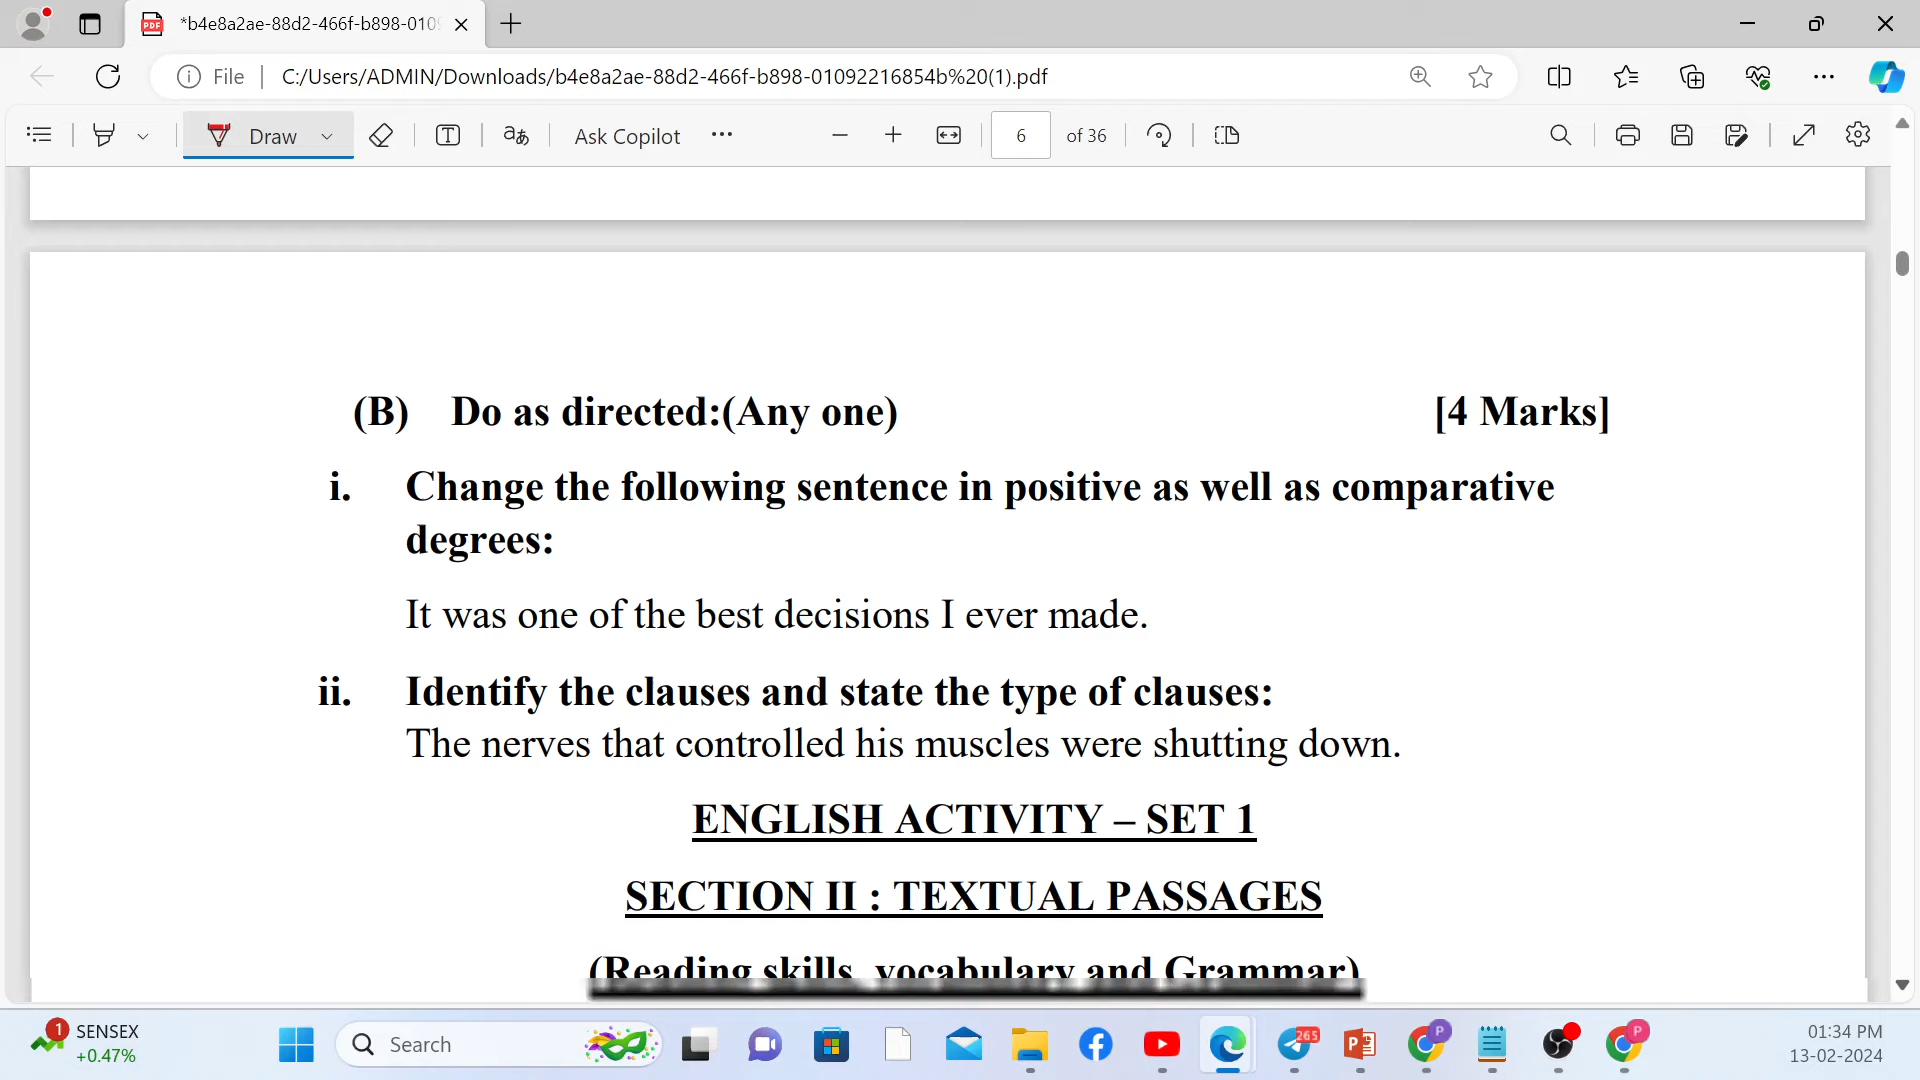 *b4e8a2ae-88d2-466f-b898-0109
File C:/Users/ADMIN/Downloads/b4e8a2ae-88d2-466f-b898-01092216854b%20(1).pdf
Draw Ask Copilot 6 of 36
(B) Do as directed:(Any one) [4 Marks]
i. Change the following sentence in positive as well as comparative
degrees:
It was one of the best decisions I ever made.
ii. Identify the clauses and state the type of clauses:
The nerves that controlled his muscles were shutting down.
ENGLISH ACTIVITY – SET 1
SECTION II : TEXTUAL PASSAGES
(Reading skills, vocabulary and Grammar)
1 SENSEX
+0.47%
Search
265
01:34 PM
13-02-2024